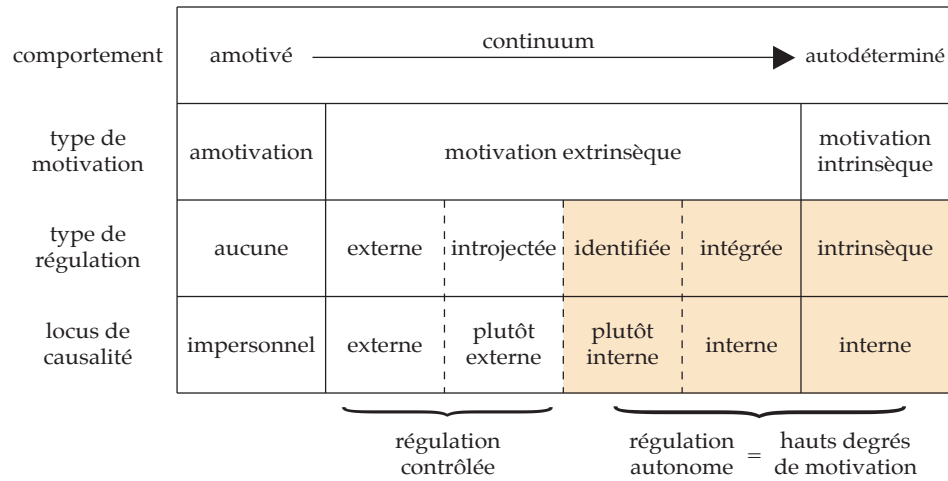 comportement amotivé continuum autodéterminé
type de motivation amotivation motivation extrinsèque motivation intrinsèque
type de régulation aucune externe introjectée identifiée intégrée intrinsèque
locus de causalité impersonnel externe plutôt externe plutôt interne interne interne
régulation contrôlée régulation autonome = hauts degrés de motivation